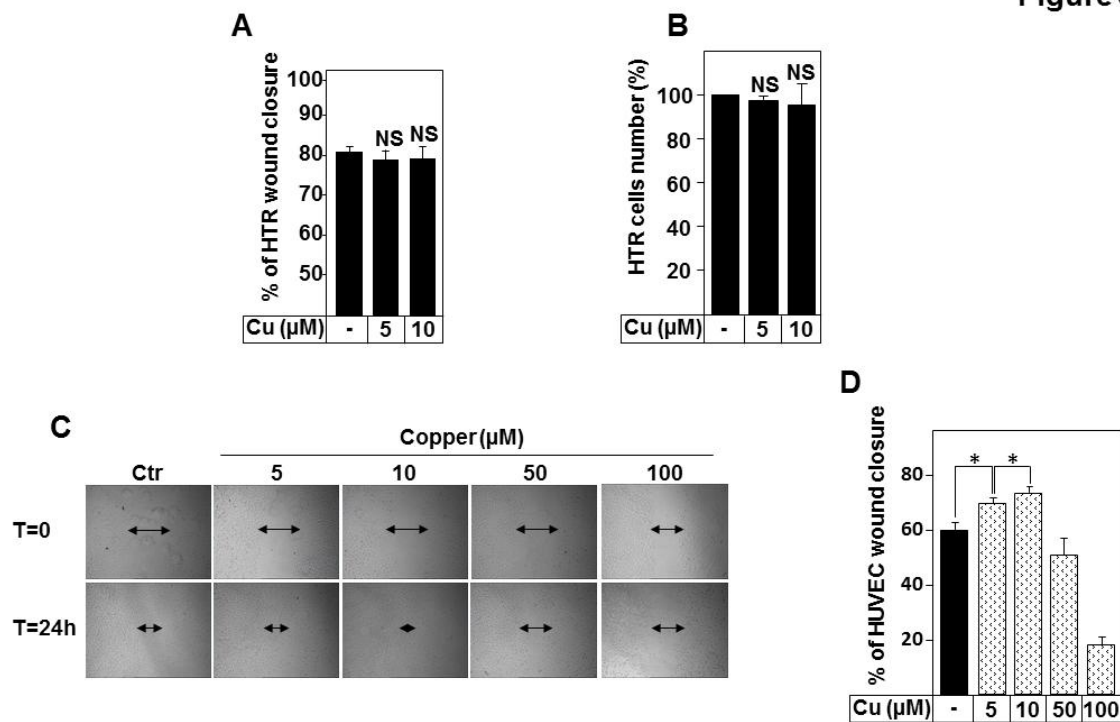 Figure
A
% of HTR wound closure
100
90
80
80
60
50
NS
NS
Cu (µM) - 5 10
B
HTR cells number (%)
100
80
60
40
20
NS
NS
Cu (µM) - 5 10
C
Copper (µM)
Ctr 5 10 50 100
T=0
T=24h
D
% of HUVEC wound closure
80
60
40
20
* *
Cu (µM) - 5 10 50 100